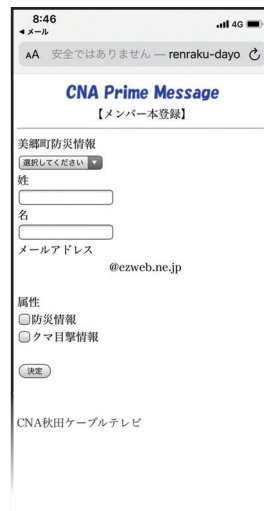 8:46
4G
◀ メール
AA 安全ではありません — renraku-dayo
CNA Prime Message
【メンバー本登録】
美郷町防災情報
選択してください ▼
姓
名
メールアドレス
@ezweb.ne.jp
属性
防災情報
クマ目撃情報
決定
CNA秋田ケーブルテレビ